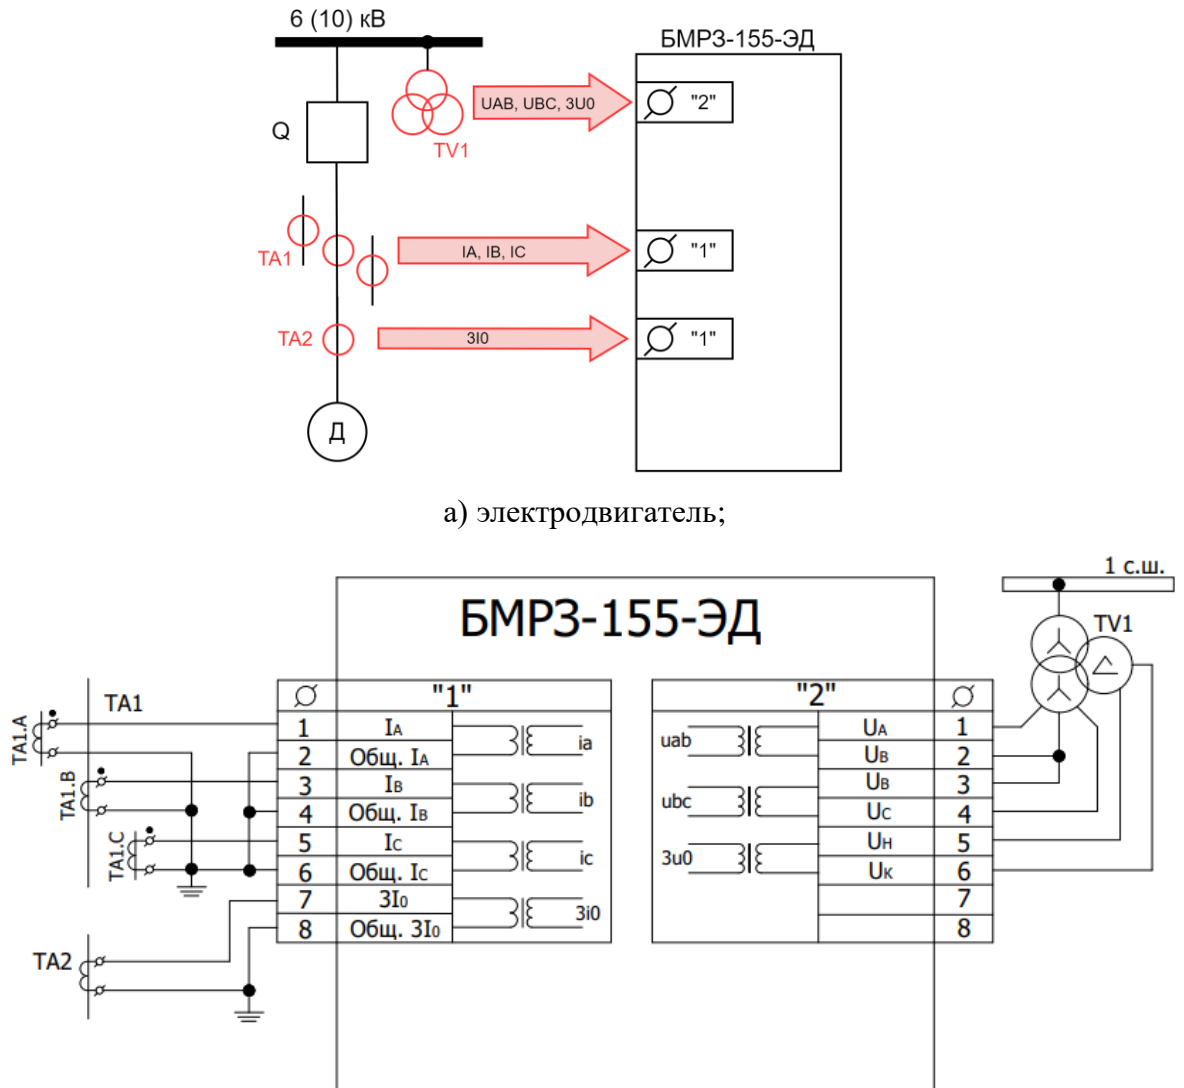 6 (10) кВ
БМРЗ-155-ЭД
UAB, UBC, 3U0
"2"
Q
TV1
TA1
IA, IB, IC
"1"
TA2
3I0
"1"
Д
а) электродвигатель;
1 с.ш.
БМРЗ-155-ЭД
TV1
TA1
"1"
"2"
TA1.A
1 IA
2 Общ. IA
ia
TA1.B
3 IB
4 Общ. IB
ib
TA1.C
5 IC
6 Общ. IC
ic
7 3I0
8 Общ. 3I0
3i0
TA2
uab
UA 1
UB 2
ubc
UB 3
UC 4
3u0
UН 5
UК 6
7
8